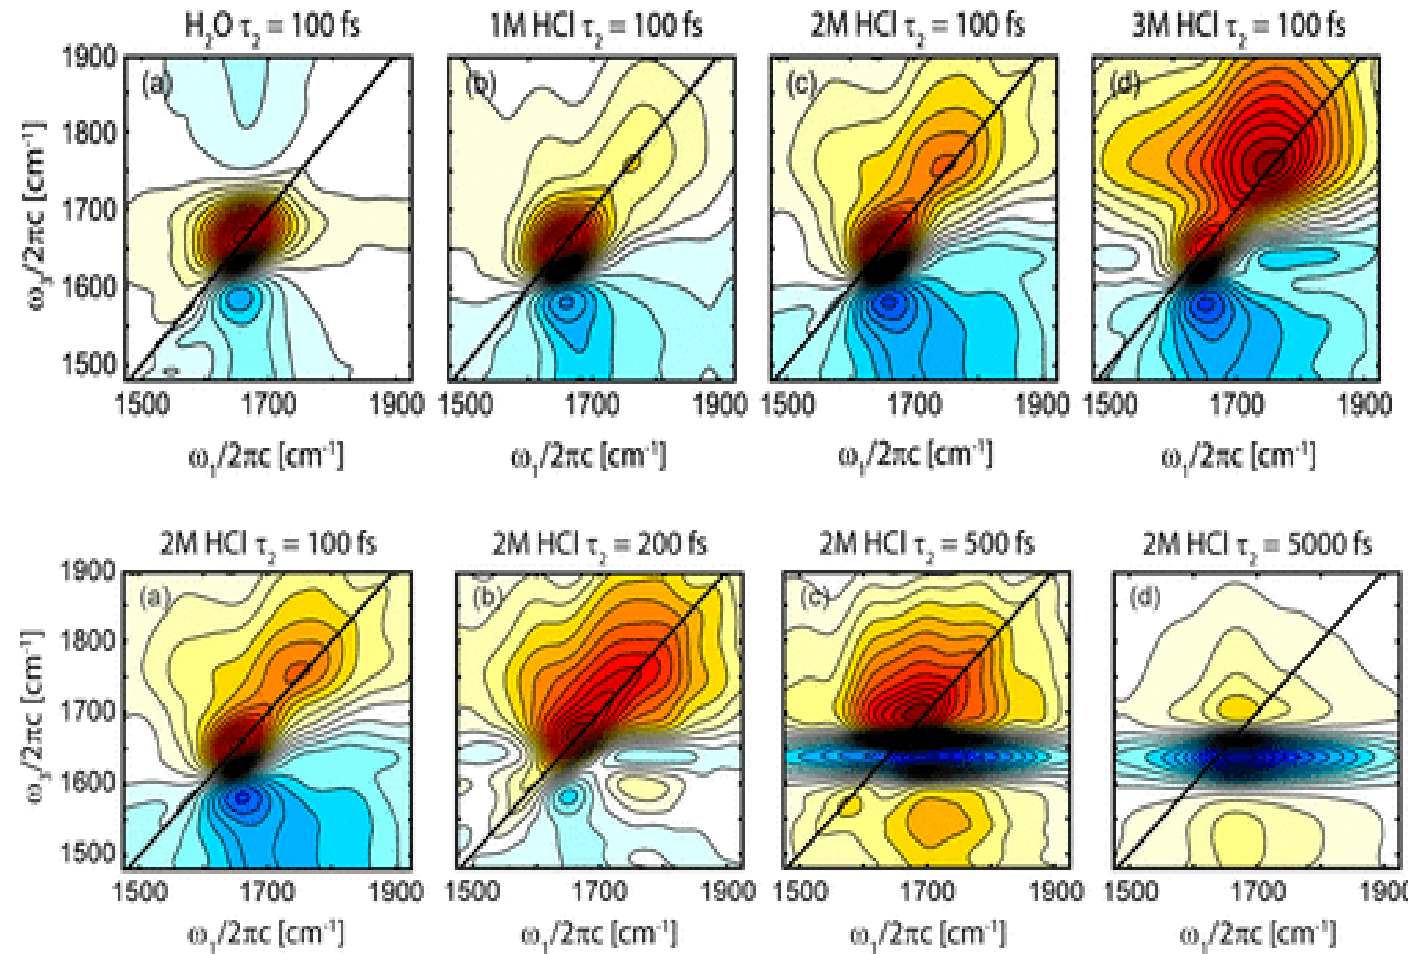 H₂O τ₂ = 100 fs
1M HCl τ₂ = 100 fs
2M HCl τ₂ = 100 fs
3M HCl τ₂ = 100 fs
(a)
(b)
(c)
(d)
1900
1800
1700
1600
1500
ω₃/2πc [cm⁻¹]
1500 1700 1900
1500 1700 1900
1500 1700 1900
1500 1700 1900
ω₁/2πc [cm⁻¹]
ω₁/2πc [cm⁻¹]
ω₁/2πc [cm⁻¹]
ω₁/2πc [cm⁻¹]
2M HCl τ₂ = 100 fs
2M HCl τ₂ = 200 fs
2M HCl τ₂ = 500 fs
2M HCl τ₂ = 5000 fs
(a)
(b)
(c)
(d)
1900
1800
1700
1600
1500
ω₃/2πc [cm⁻¹]
1500 1700 1900
1500 1700 1900
1500 1700 1900
1500 1700 1900
ω₁/2πc [cm⁻¹]
ω₁/2πc [cm⁻¹]
ω₁/2πc [cm⁻¹]
ω₁/2πc [cm⁻¹]